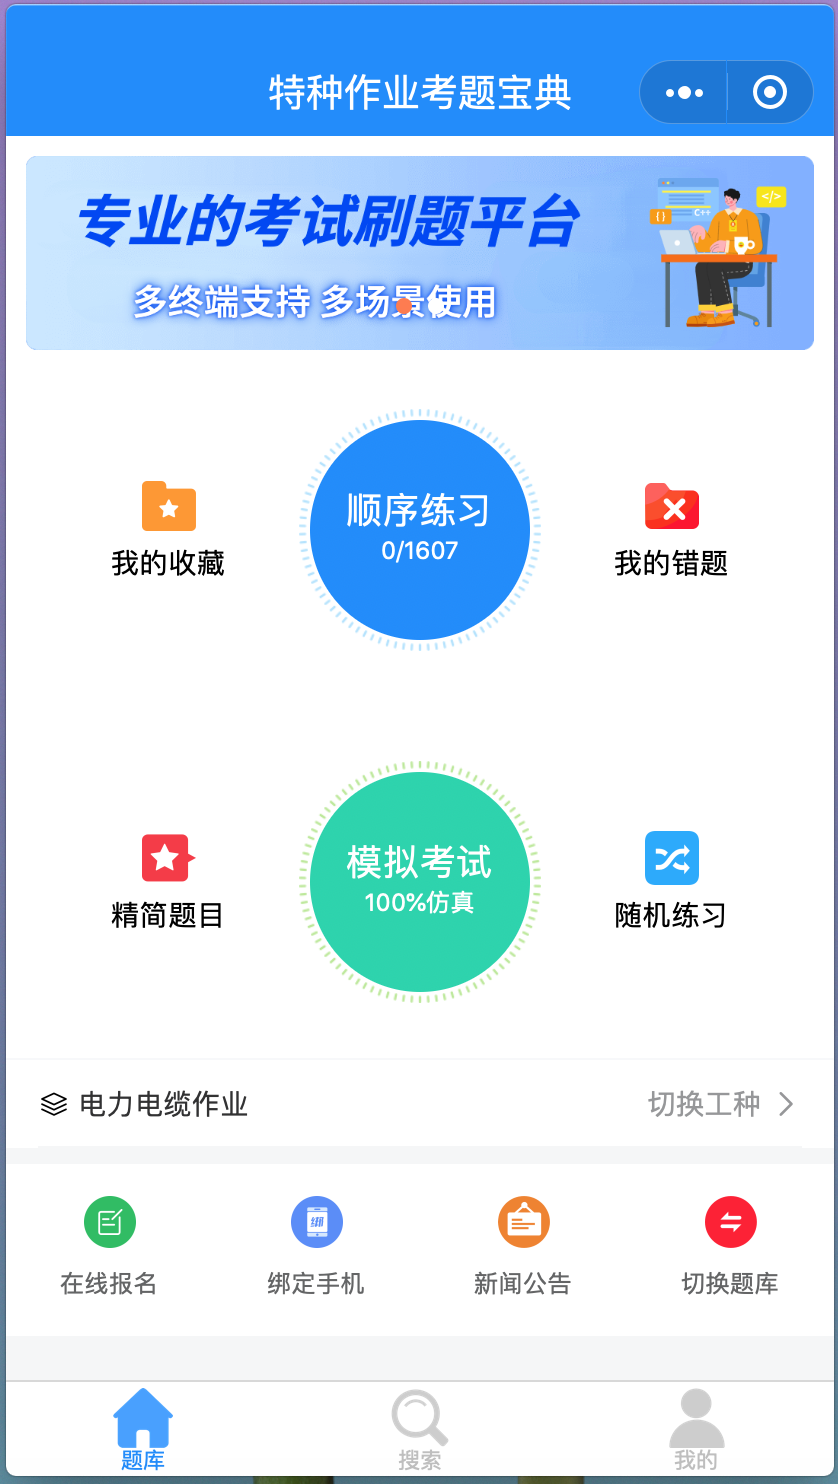 特种作业考题宝典
专业的考试刷题平台
</>
{}
C++
多终端支持 多场景使用
顺序练习
0/1607
我的收藏
我的错题
模拟考试
100%仿真
精简题目
随机练习
电力电缆作业
切换工种
绑
在线报名
绑定手机
新闻公告
切换题库
题库
搜索
我的